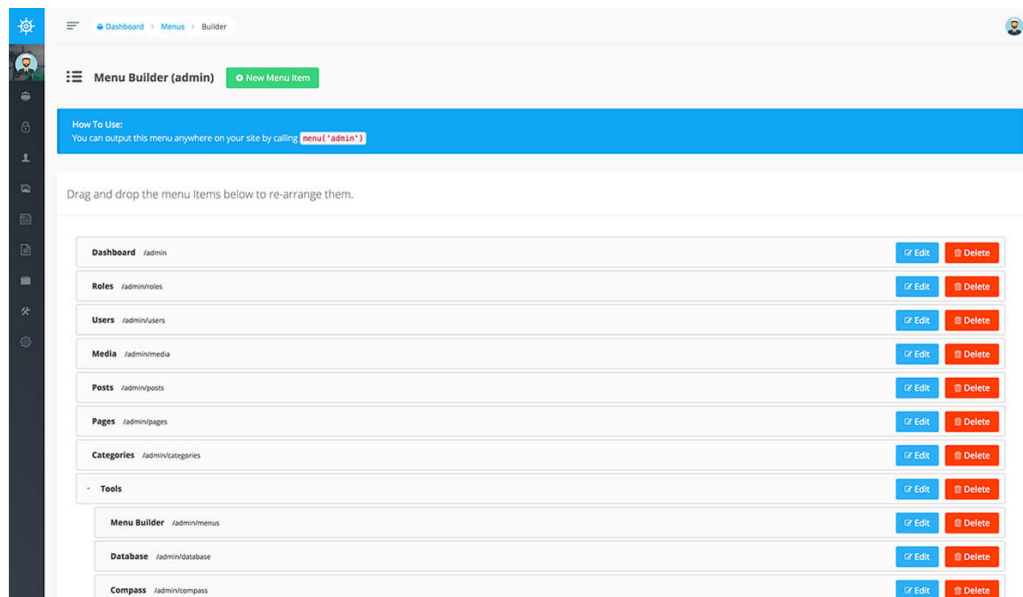 Dashboard > Menus > Builder
Menu Builder (admin) New Menu Item
How To Use:
You can output this menu anywhere on your site by calling menu('admin')
Drag and drop the menu Items below to re-arrange them.
Dashboard /admin Edit Delete
Roles /admin/roles Edit Delete
Users /admin/users Edit Delete
Media /admin/media Edit Delete
Posts /admin/posts Edit Delete
Pages /admin/pages Edit Delete
Categories /admin/categories Edit Delete
- Tools Edit Delete
Menu Builder /admin/menus Edit Delete
Database /admin/database Edit Delete
Compass /admin/compass Edit Delete